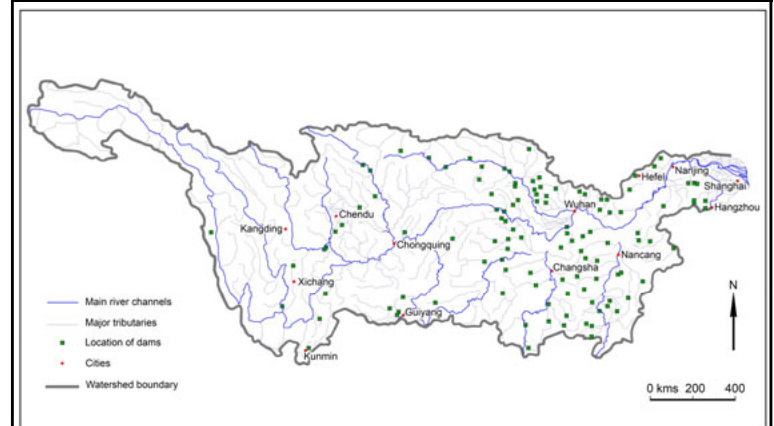 Hefei
Nanjing
Shanghai
Hangzhou
Wuhan
Chendu
Kangding
Chongquing
Nancang
Changsha
Xichang
Guiyang
Kunmin
N
Main river channels
Major tributaries
Location of dams
Cities
Watershed boundary
0 kms 200 400